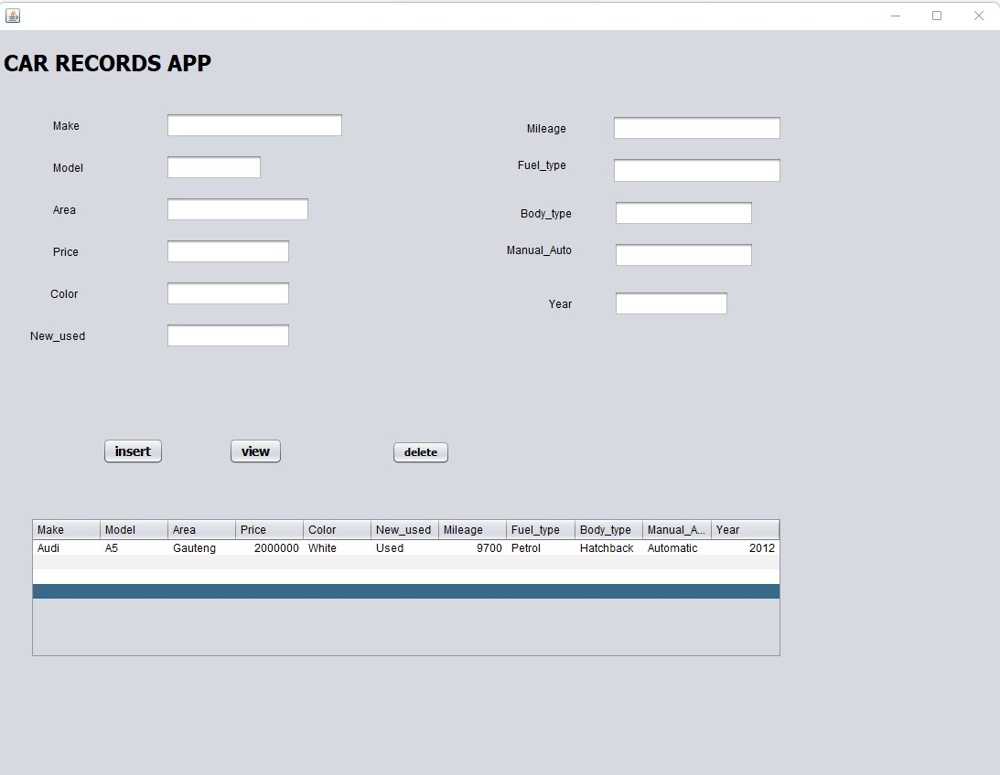 CAR RECORDS APP
Make
Mileage
Model
Fuel_type
Area
Body_type
Price
Manual_Auto
Color
Year
New_used
insert view delete
Make Model Area Price Color New_used Mileage Fuel_type Body_type Manual_A... Year
Audi A5 Gauteng 2000000 White Used 9700 Petrol Hatchback Automatic 2012